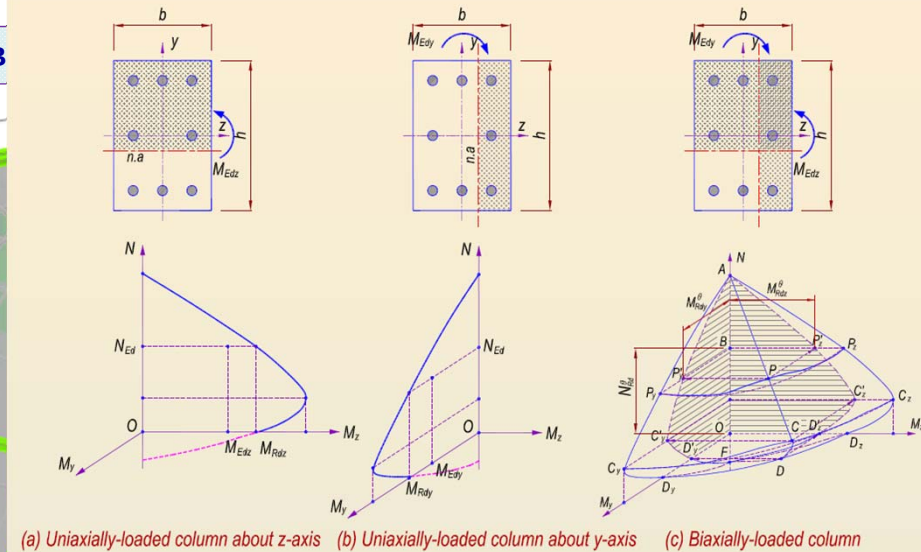 B
b
y
z
h
n.a
M_Edz
b
M_Edy
y
z
h
n.a
b
M_Edy
y
z
h
M_Edz
N
N_Ed
O
M_Edz
M_Rdz
M_z
M_y
N
N_Ed
O
M_z
M_Edy
M_Rdy
M_y
N
A
M^θ_Rdy
M^θ_Rdz
B
P'_z
P_z
P'_y
P
P_y
N^θ_Rd
C'_z
C_z
O
C'_y
C
D'_z
D_z
D'_y
F
D
C_y
D_y
M_y
(a) Uniaxially-loaded column about z-axis
(b) Uniaxially-loaded column about y-axis
(c) Biaxially-loaded column